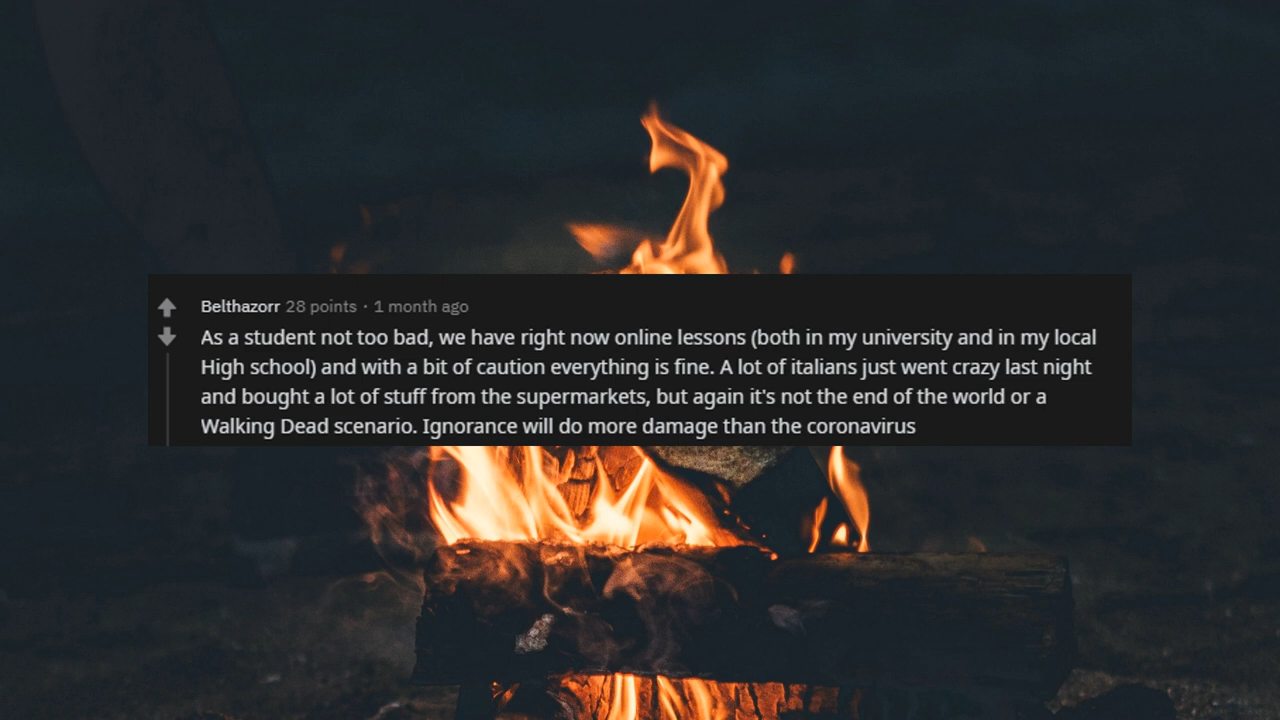 Belthazorr 28 points · 1 month ago
As a student not too bad, we have right now online lessons (both in my university and in my local
High school) and with a bit of caution everything is fine. A lot of italians just went crazy last night
and bought a lot of stuff from the supermarkets, but again it's not the end of the world or a
Walking Dead scenario. Ignorance will do more damage than the coronavirus